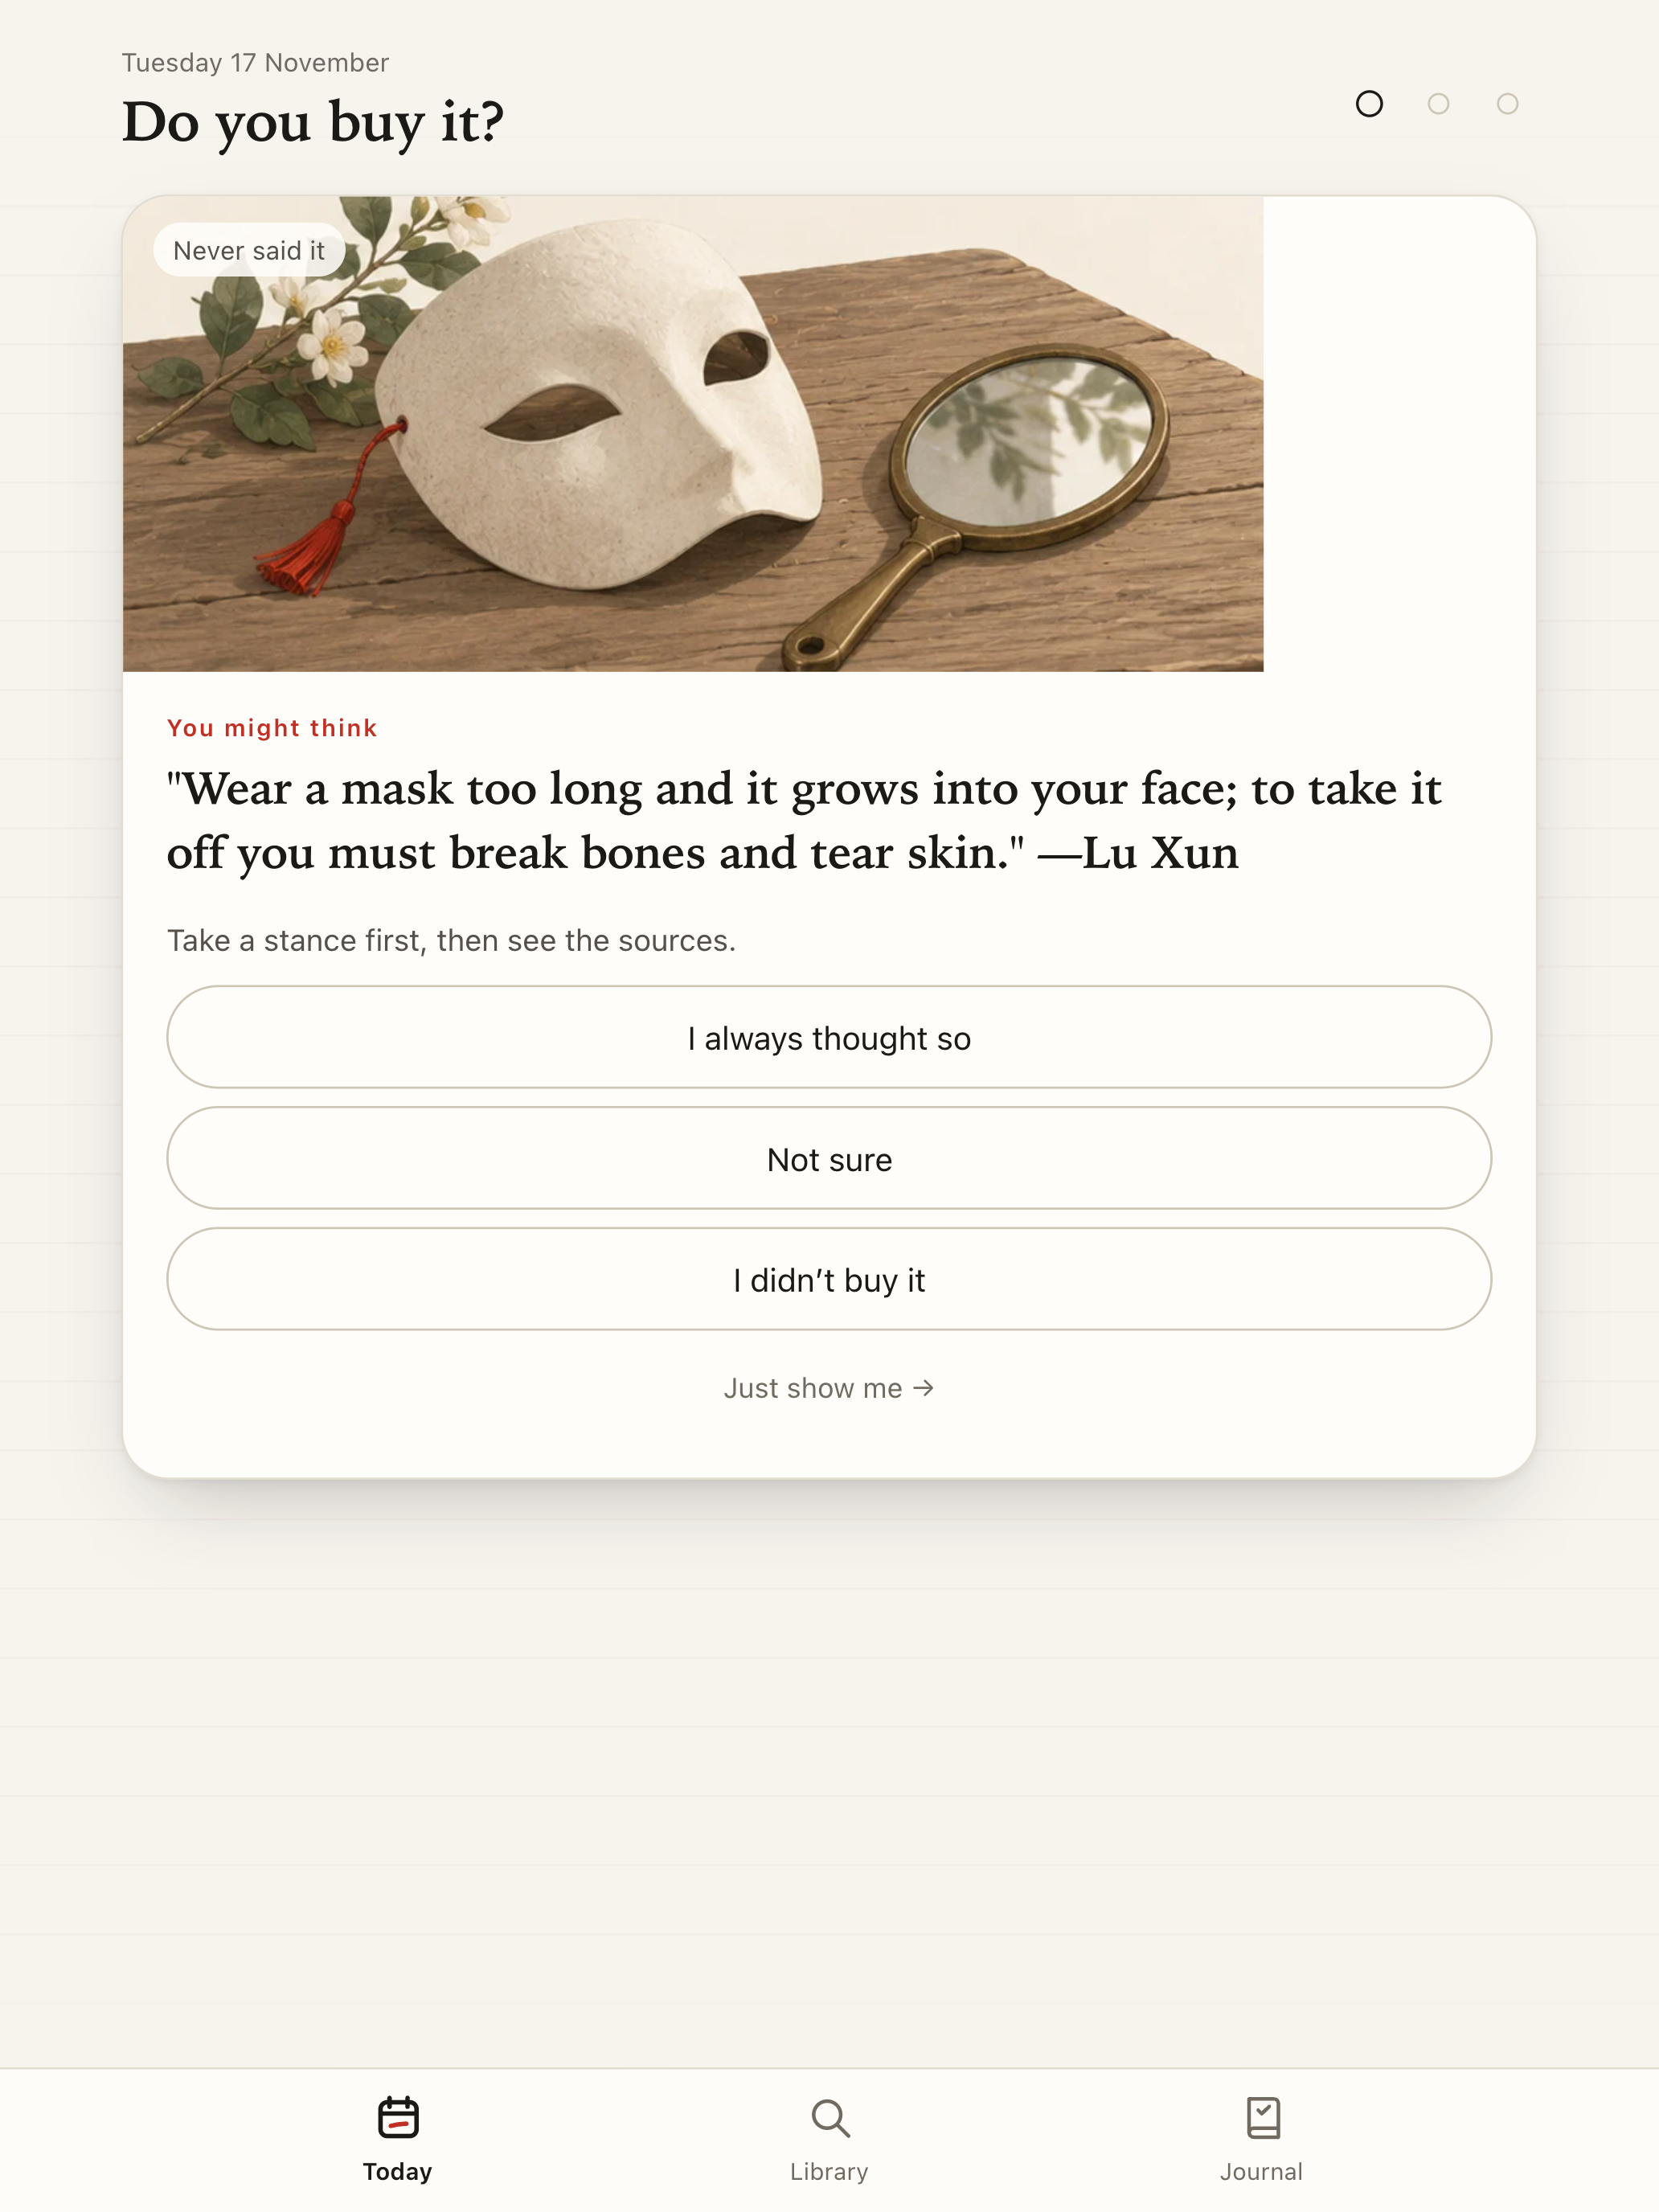 Tuesday 17 November
Do you buy it?
Never said it
You might think
"Wear a mask too long and it grows into your face; to take it
off you must break bones and tear skin." —Lu Xun
Take a stance first, then see the sources.
I always thought so
Not sure
I didn’t buy it
Just show me →
Today
Library
Journal